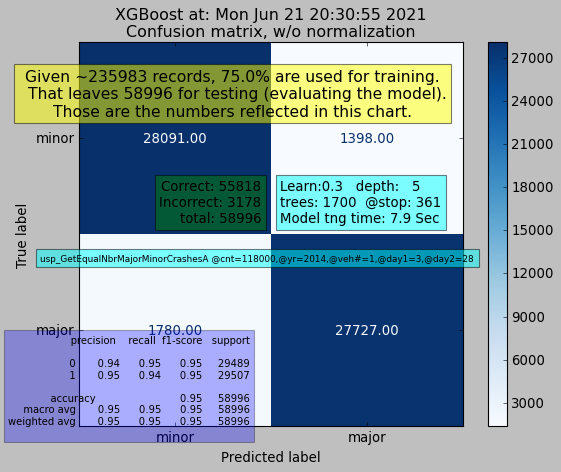 XGBoost at: Mon Jun 21 20:30:55 2021
Confusion matrix, w/o normalization
Given ~235983 records, 75.0% are used for training.
That leaves 58996 for testing (evaluating the model).
Those are the numbers reflected in this chart.
minor 28091.00 1398.00
Correct: 55818
Incorrect: 3178
total: 58996
Learn:0.3 depth: 5
trees: 1700 @stop: 361
Model tng time: 7.9 Sec
True label
usp_GetEqualNbrMajorMinorCrashesA @cnt=118000,@yr=2014,@veh#=1,@day1=3,@day2=28
major 1780.00 27727.00
precision recall f1-score support
0 0.94 0.95 0.95 29489
1 0.95 0.94 0.95 29507
accuracy 0.95 58996
macro avg 0.95 0.95 0.95 58996
weighted avg 0.95 0.95 0.95 58996
minor major
Predicted label
27000
24000
21000
18000
15000
12000
9000
6000
3000